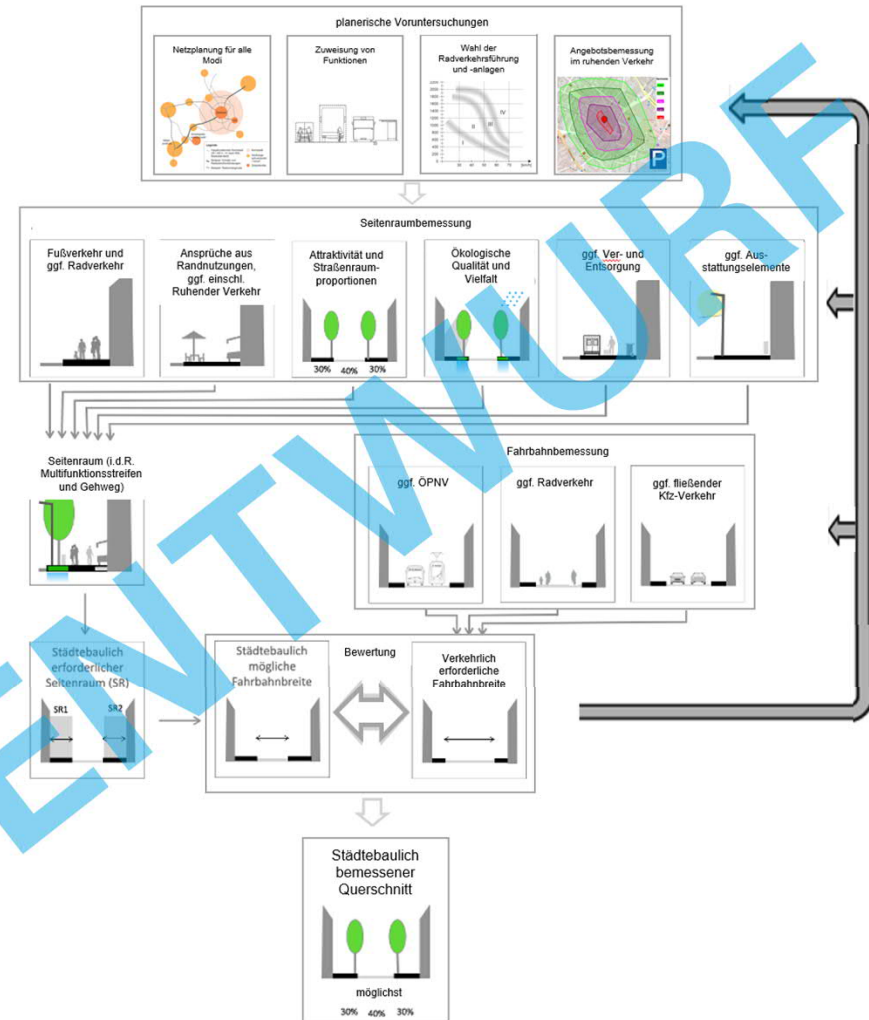 planerische Voruntersuchungen
Netzplanung für alle
Modi
Zuweisung von
Funktionen
Wahl der
Radverkehrsführung
und -anlagen
Angebotsbemessung
im ruhenden Verkehr
I
II
III
IV
P
Seitenraumbemessung
Fußverkehr und
ggf. Radverkehr
Ansprüche aus
Randnutzungen,
ggf. einschl.
Ruhender Verkehr
Attraktivität und
Straßenraum-
proportionen
30% 40% 30%
Ökologische
Qualität und
Vielfalt
ggf. Ver- und
Entsorgung
ggf. Aus-
stattungselemente
Seitenraum (i.d.R.
Multifunktionsstreifen
und Gehweg)
Fahrbahnbemessung
ggf. ÖPNV
ggf. Radverkehr
ggf. fließender
Kfz-Verkehr
Städtebaulich
erforderlicher
Seitenraum (SR)
SR1 SR2
Städtebaulich
mögliche
Fahrbahnbreite
Bewertung
Verkehrlich
erforderliche
Fahrbahnbreite
Städtebaulich
bemessener
Querschnitt
möglichst
30% 40% 30%
ENTWURF